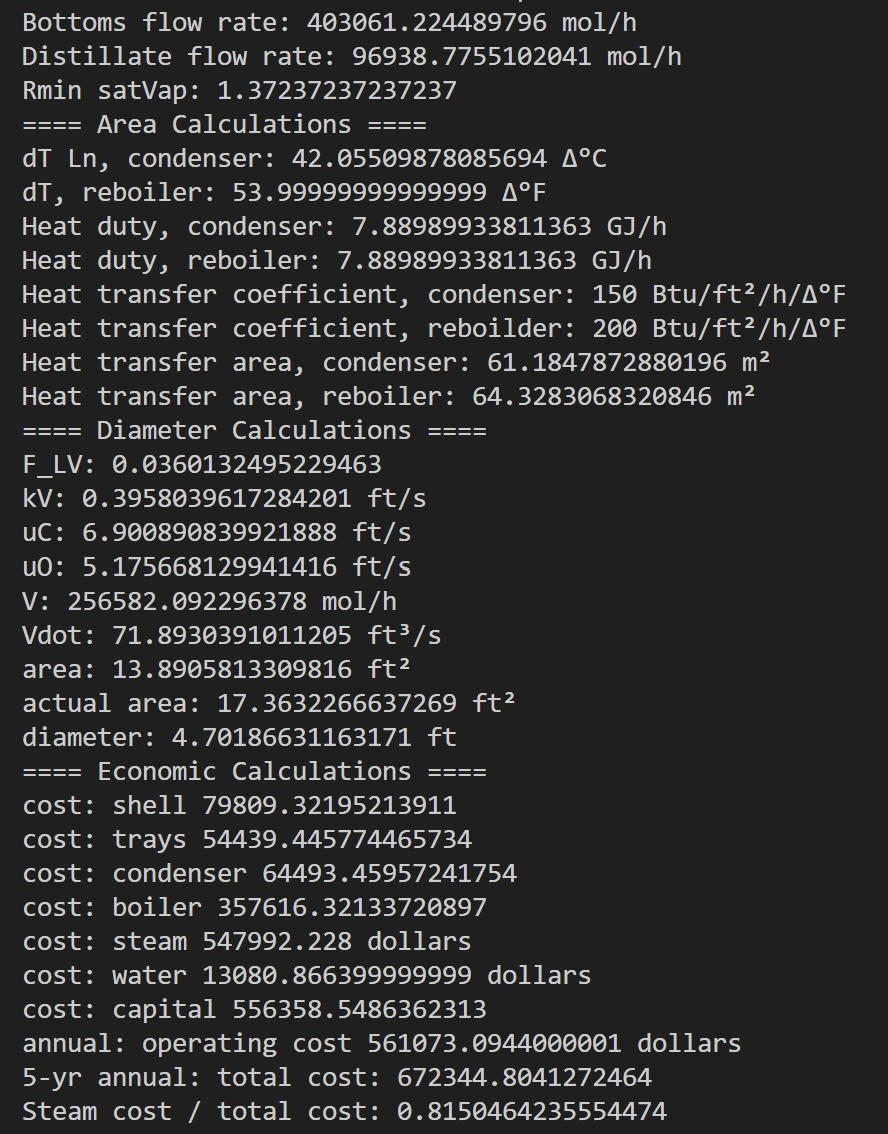 Bottoms flow rate: 403061.224489796 mol/h
Distillate flow rate: 96938.7755102041 mol/h
Rmin satVap: 1.37237237237237
==== Area Calculations ====
dT Ln, condenser: 42.05509878085694 Δ°C
dT, reboiler: 53.99999999999999 Δ°F
Heat duty, condenser: 7.88989933811363 GJ/h
Heat duty, reboiler: 7.88989933811363 GJ/h
Heat transfer coefficient, condenser: 150 Btu/ft²/h/Δ°F
Heat transfer coefficient, reboilder: 200 Btu/ft²/h/Δ°F
Heat transfer area, condenser: 61.1847872880196 m²
Heat transfer area, reboiler: 64.3283068320846 m²
==== Diameter Calculations ====
F_LV: 0.0360132495229463
kV: 0.3958039617284201 ft/s
uC: 6.900890839921888 ft/s
uO: 5.175668129941416 ft/s
V: 256582.092296378 mol/h
Vdot: 71.8930391011205 ft³/s
area: 13.8905813309816 ft²
actual area: 17.3632266637269 ft²
diameter: 4.70186631163171 ft
==== Economic Calculations ====
cost: shell 79809.32195213911
cost: trays 54439.445774465734
cost: condenser 64493.45957241754
cost: boiler 357616.32133720897
cost: steam 547992.228 dollars
cost: water 13080.866399999999 dollars
cost: capital 556358.5486362313
annual: operating cost 561073.0944000001 dollars
5-yr annual: total cost: 672344.8041272464
Steam cost / total cost: 0.8150464235554474